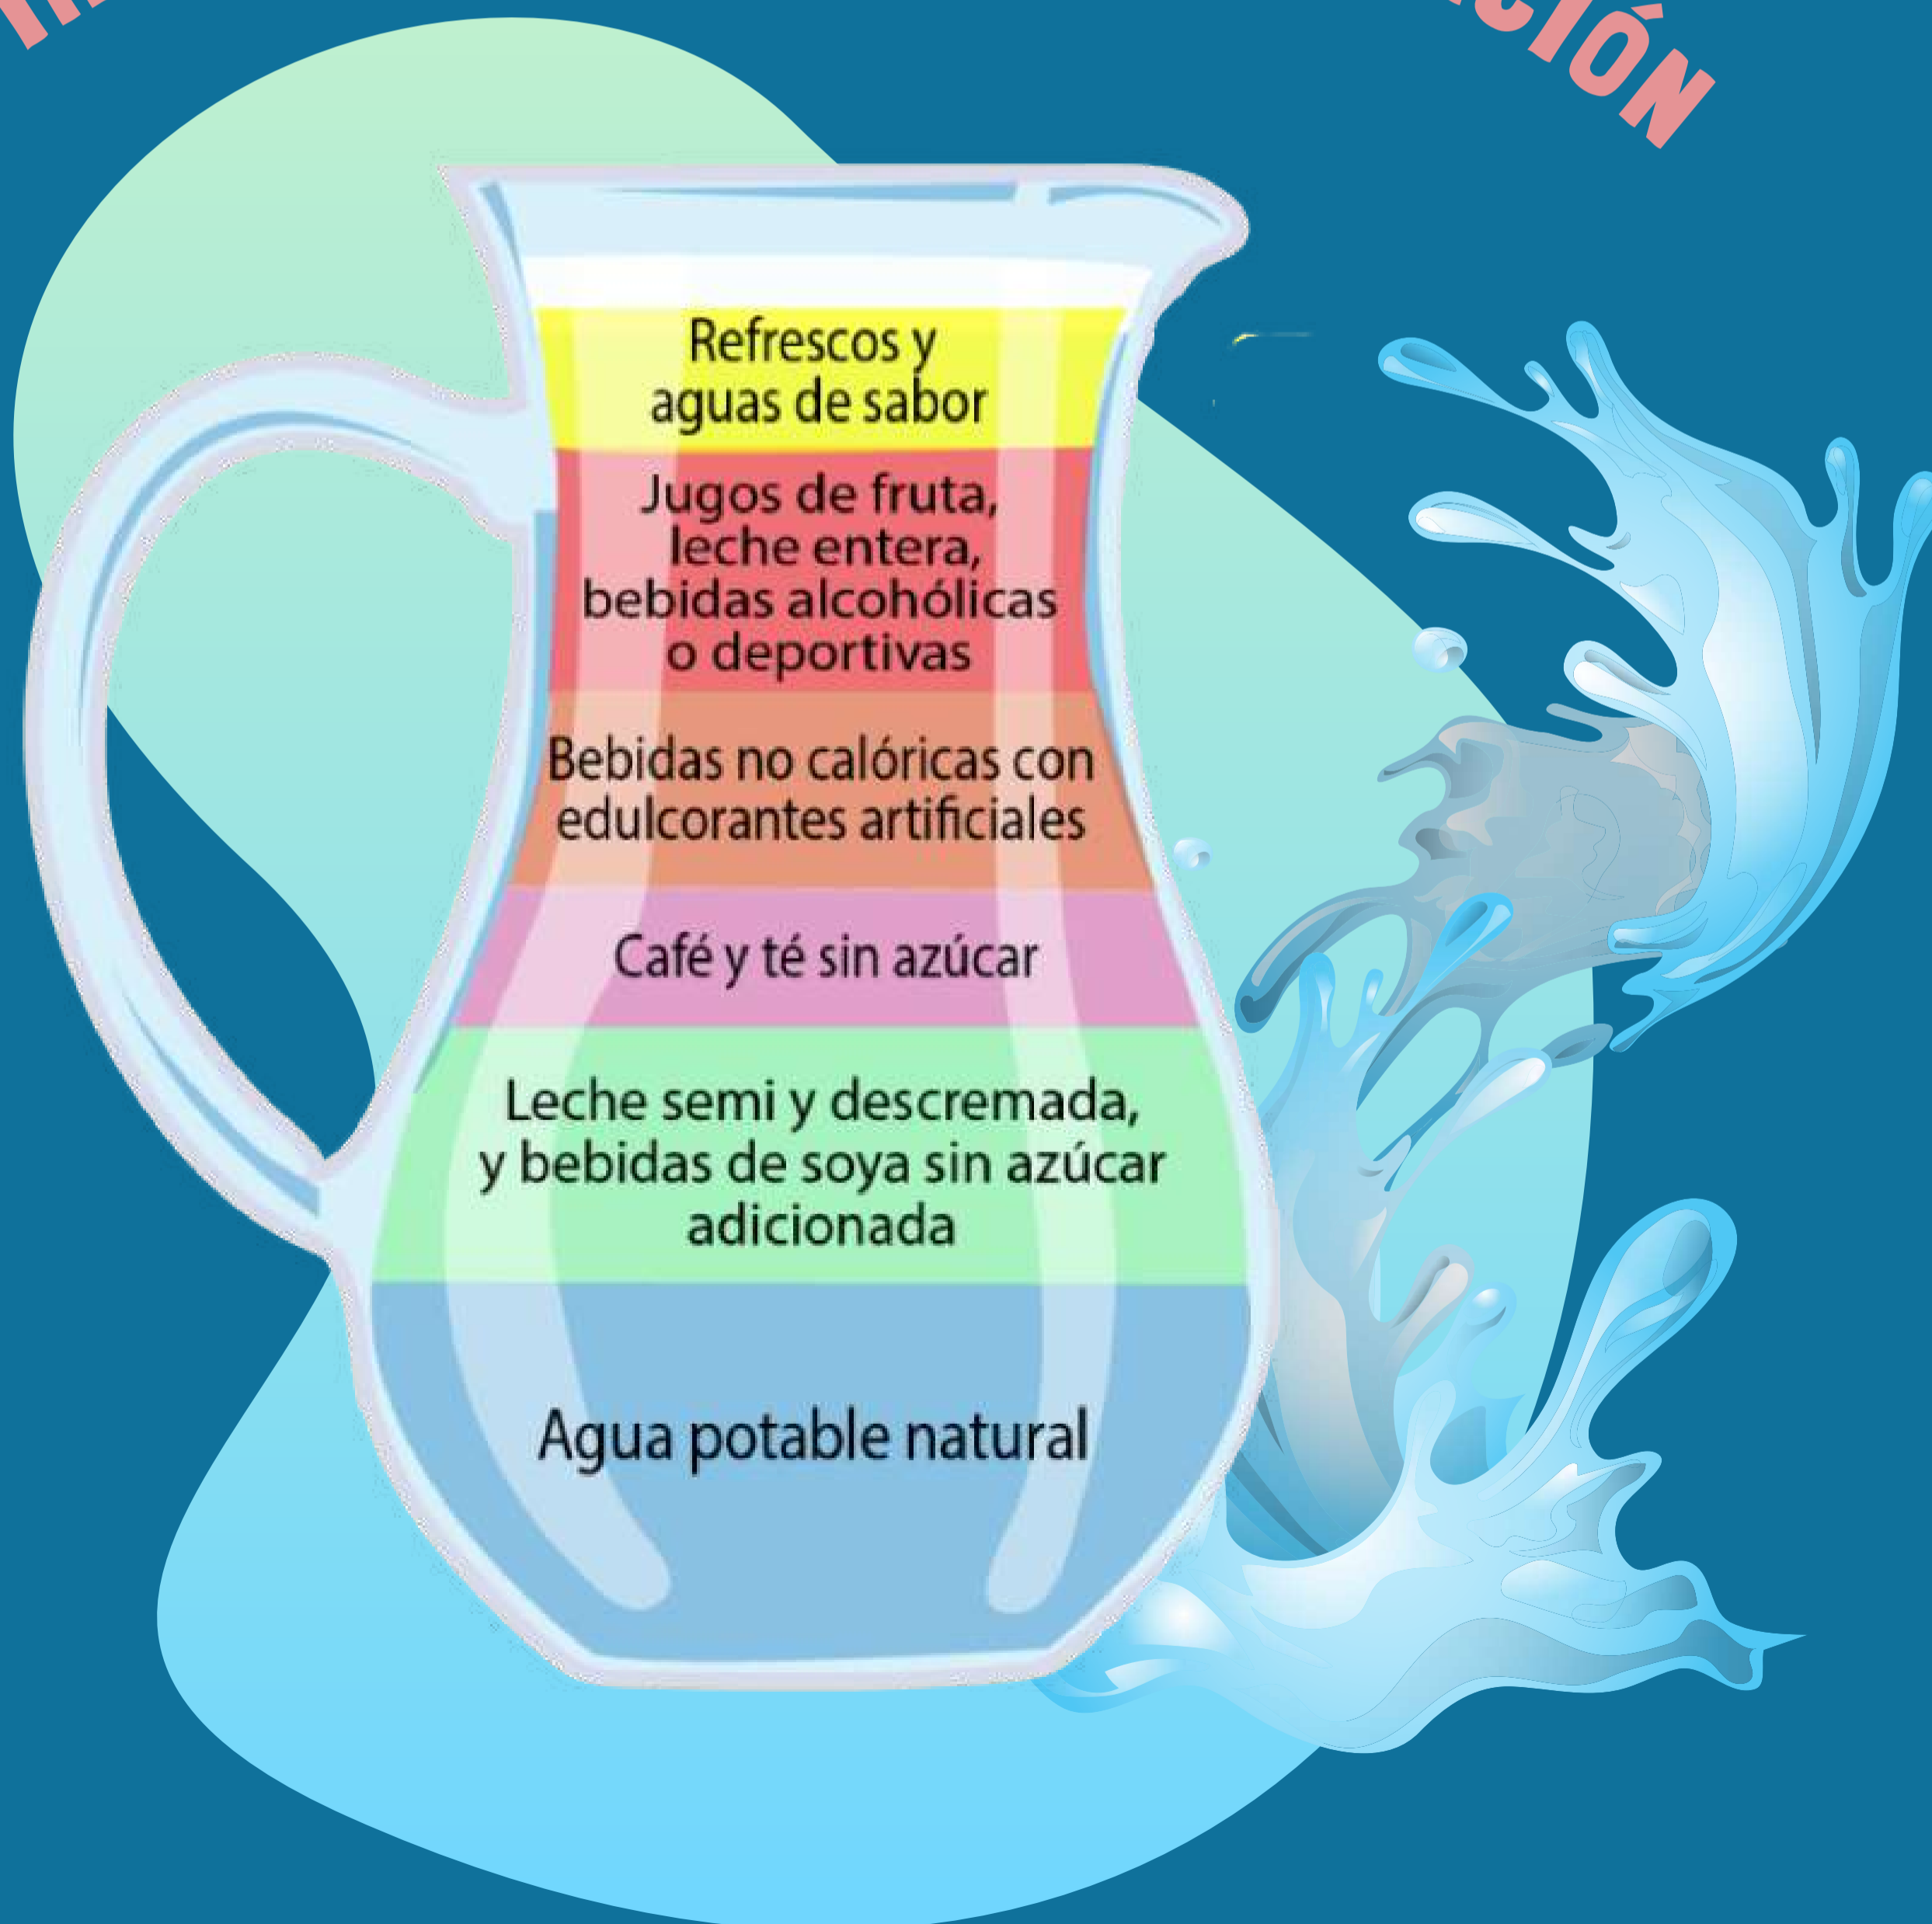 Refrescos y
aguas de sabor
Jugos de fruta,
leche entera,
bebidas alcohólicas
o deportivas
Bebidas no calóricas con
edulcorantes artificiales
Café y té sin azúcar
Leche semi y descremada,
y bebidas de soya sin azúcar
adicionada
Agua potable natural